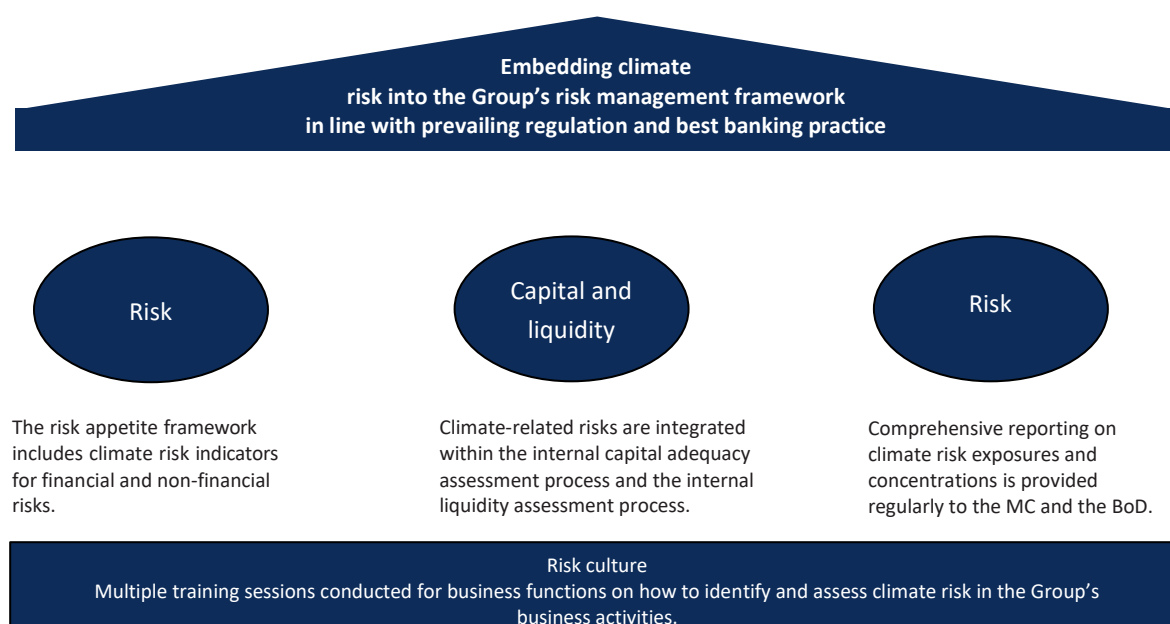 Embedding climate
risk into the Group's risk management framework
in line with prevailing regulation and best banking practice
Risk
Capital and
liquidity
Risk
The risk appetite framework
includes climate risk indicators
for financial and non-financial
risks.
Climate-related risks are integrated
within the internal capital adequacy
assessment process and the internal
liquidity assessment process.
Comprehensive reporting on
climate risk exposures and
concentrations is provided
regularly to the MC and the BoD.
Risk culture
Multiple training sessions conducted for business functions on how to identify and assess climate risk in the Group's
business activities.